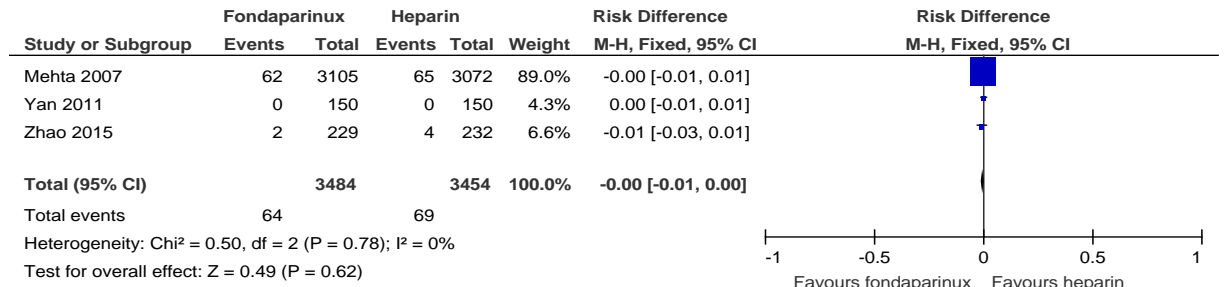 Fondaparinux Heparin Risk Difference Risk Difference
Study or Subgroup Events Total Events Total Weight M-H, Fixed, 95% CI M-H, Fixed, 95% CI
Mehta 2007 62 3105 65 3072 89.0% -0.00 [-0.01, 0.01]
Yan 2011 0 150 0 150 4.3% 0.00 [-0.01, 0.01]
Zhao 2015 2 229 4 232 6.6% -0.01 [-0.03, 0.01]
Total (95% CI) 3484 3454 100.0% -0.00 [-0.01, 0.00]
Total events 64 69
Heterogeneity: Chi² = 0.50, df = 2 (P = 0.78); I² = 0%
Test for overall effect: Z = 0.49 (P = 0.62)
-1 -0.5 0 0.5 1
Favours fondaparinux Favours heparin